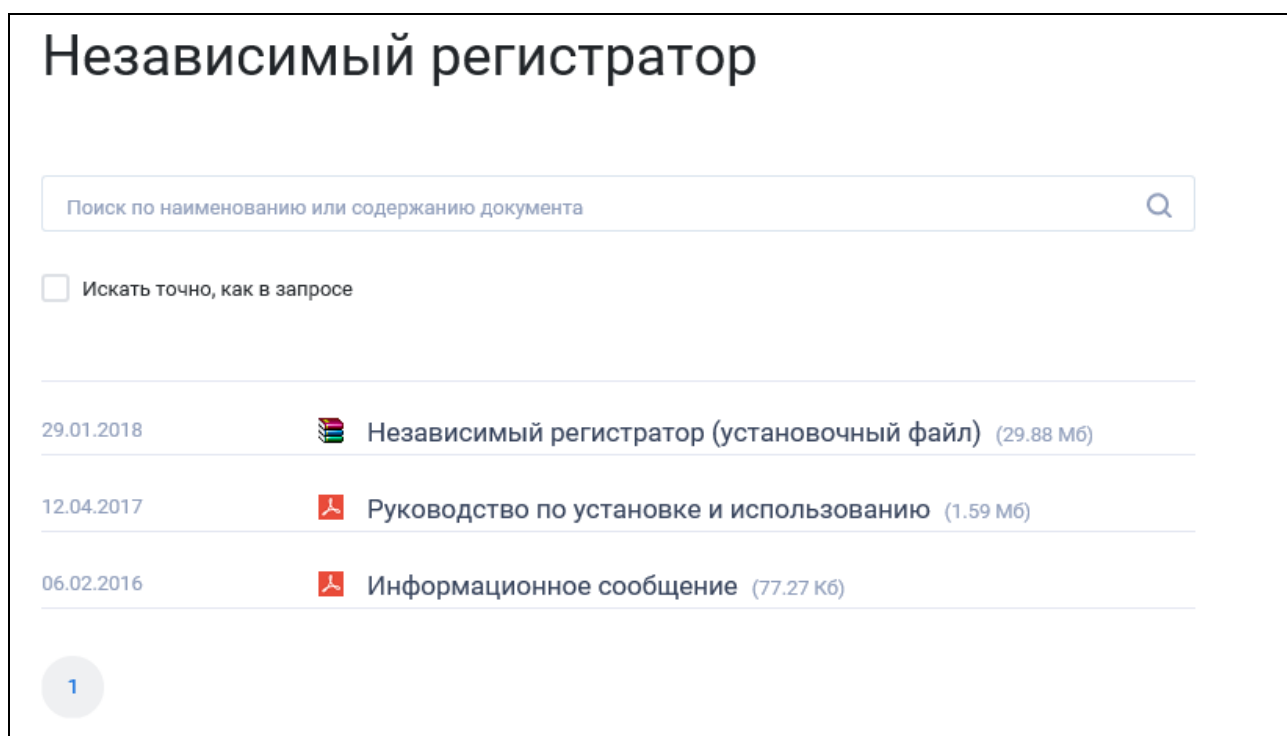 Независимый регистратор
Поиск по наименованию или содержанию документа
Искать точно, как в запросе
29.01.2018 Независимый регистратор (установочный файл) (29.88 Мб)
12.04.2017 Руководство по установке и использованию (1.59 Мб)
06.02.2016 Информационное сообщение (77.27 Кб)
1